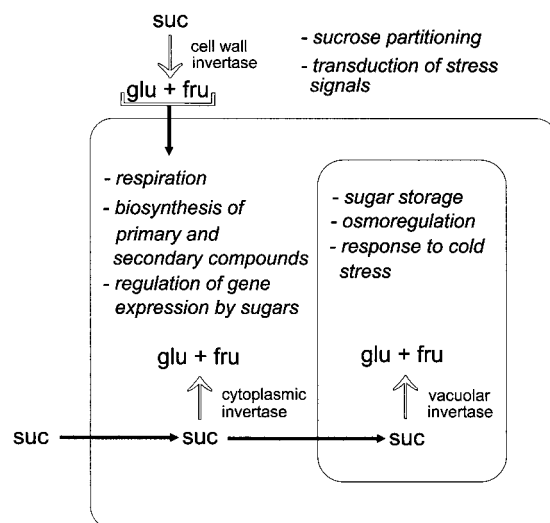 suc
cell wall
invertase
glu + fru
- sucrose partitioning
- transduction of stress
signals
- respiration
- biosynthesis of
primary and
secondary compounds
- regulation of gene
expression by sugars
- sugar storage
- osmoregulation
- response to cold
stress
glu + fru
cytoplasmic
invertase
glu + fru
vacuolar
invertase
suc
suc
suc